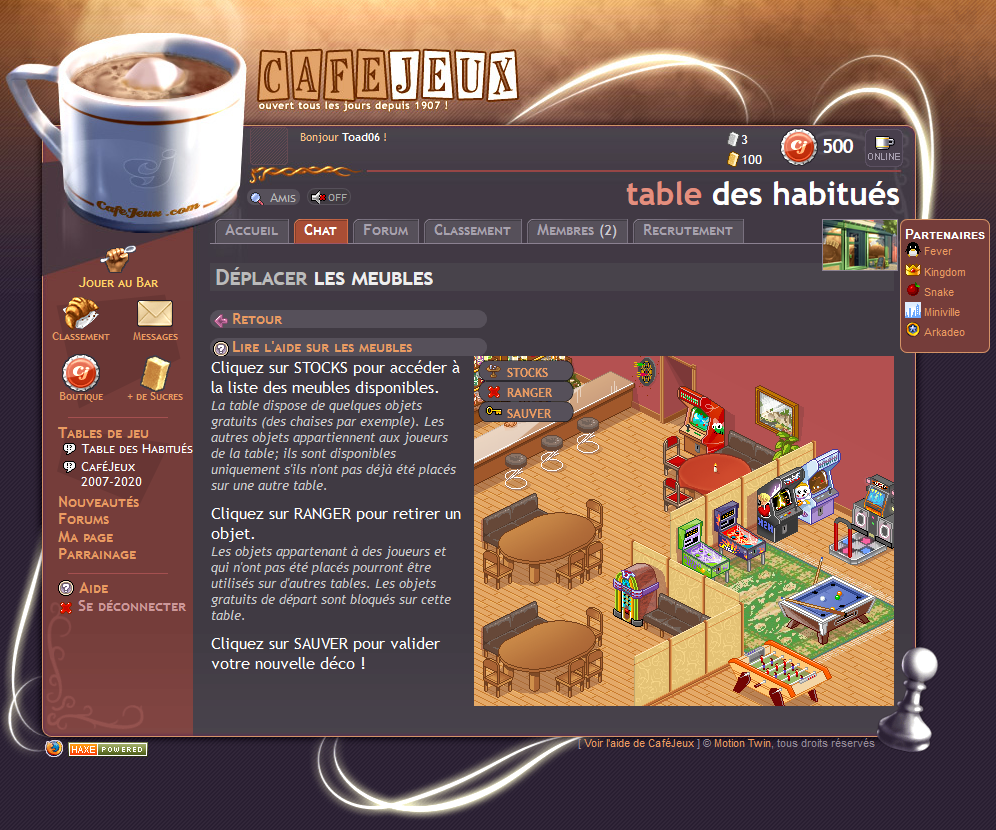 CAFEJEUX
ouvert tous les jours depuis 1907 !
Bonjour Toad06 !
3
100
cj
500
ONLINE
Amis
OFF
table des habitués
Accueil
Chat
Forum
Classement
Membres (2)
Recrutement
CafeJeux.com
Partenaires
Fever
Kingdom
Snake
Miniville
Arkadeo
Jouer au Bar
Classement
Messages
cj
Boutique
+ de Sucres
Tables de jeu
Table des Habitués
CaféJeux
2007-2020
Nouveautés
Forums
Ma page
Parrainage
Aide
Se déconnecter
Déplacer les meubles
Retour
Lire l'aide sur les meubles
Cliquez sur STOCKS pour accéder à
la liste des meubles disponibles.
La table dispose de quelques objets
gratuits (des chaises par exemple). Les
autres objets appartiennent aux joueurs
de la table; ils sont disponibles
uniquement s'ils n'ont pas déjà été placés
sur une autre table.
Cliquez sur RANGER pour retirer un
objet.
Les objets appartenant à des joueurs et
qui n'ont pas été placés pourront être
utilisés sur d'autres tables. Les objets
gratuits de départ sont bloqués sur cette
table.
Cliquez sur SAUVER pour valider
votre nouvelle déco !
STOCKS
RANGER
SAUVER
HAXE POWERED
[ Voir l'aide de CaféJeux ] © Motion Twin, tous droits réservés